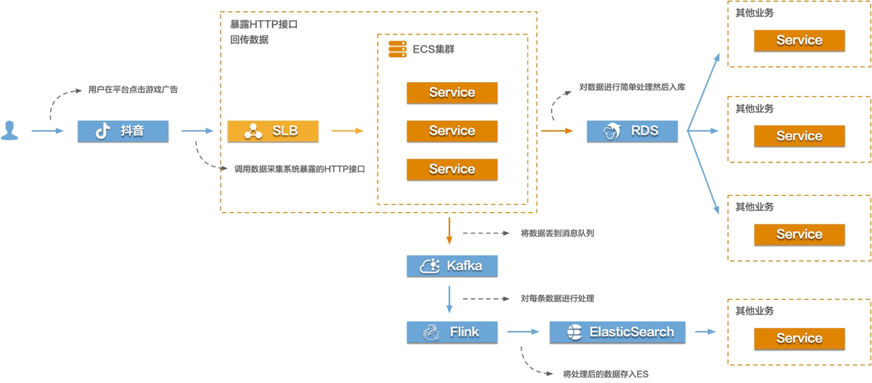 暴露HTTP接口
回传数据
ECS集群
Service
Service
Service
用户在平台点击游戏广告
抖音
SLB
调用数据采集系统暴露的HTTP接口
对数据进行简单处理然后入库
RDS
其他业务
Service
其他业务
Service
其他业务
Service
将数据丢到消息队列
Kafka
对每条数据进行处理
Flink
ElasticSearch
将处理后的数据存入ES
其他业务
Service